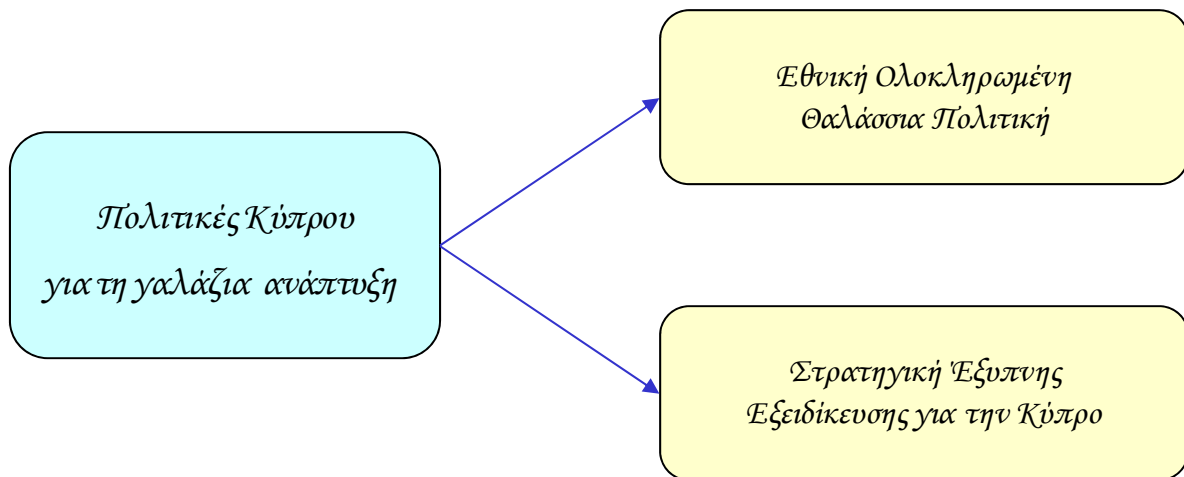 Πολιτικές Κύπρου
για τη γαλάζια ανάπτυξη
Εθνική Ολοκληρωμένη
Θαλάσσια Πολιτική
Στρατηγική Έξυπνης
Εξειδίκευσης για την Κύπρο